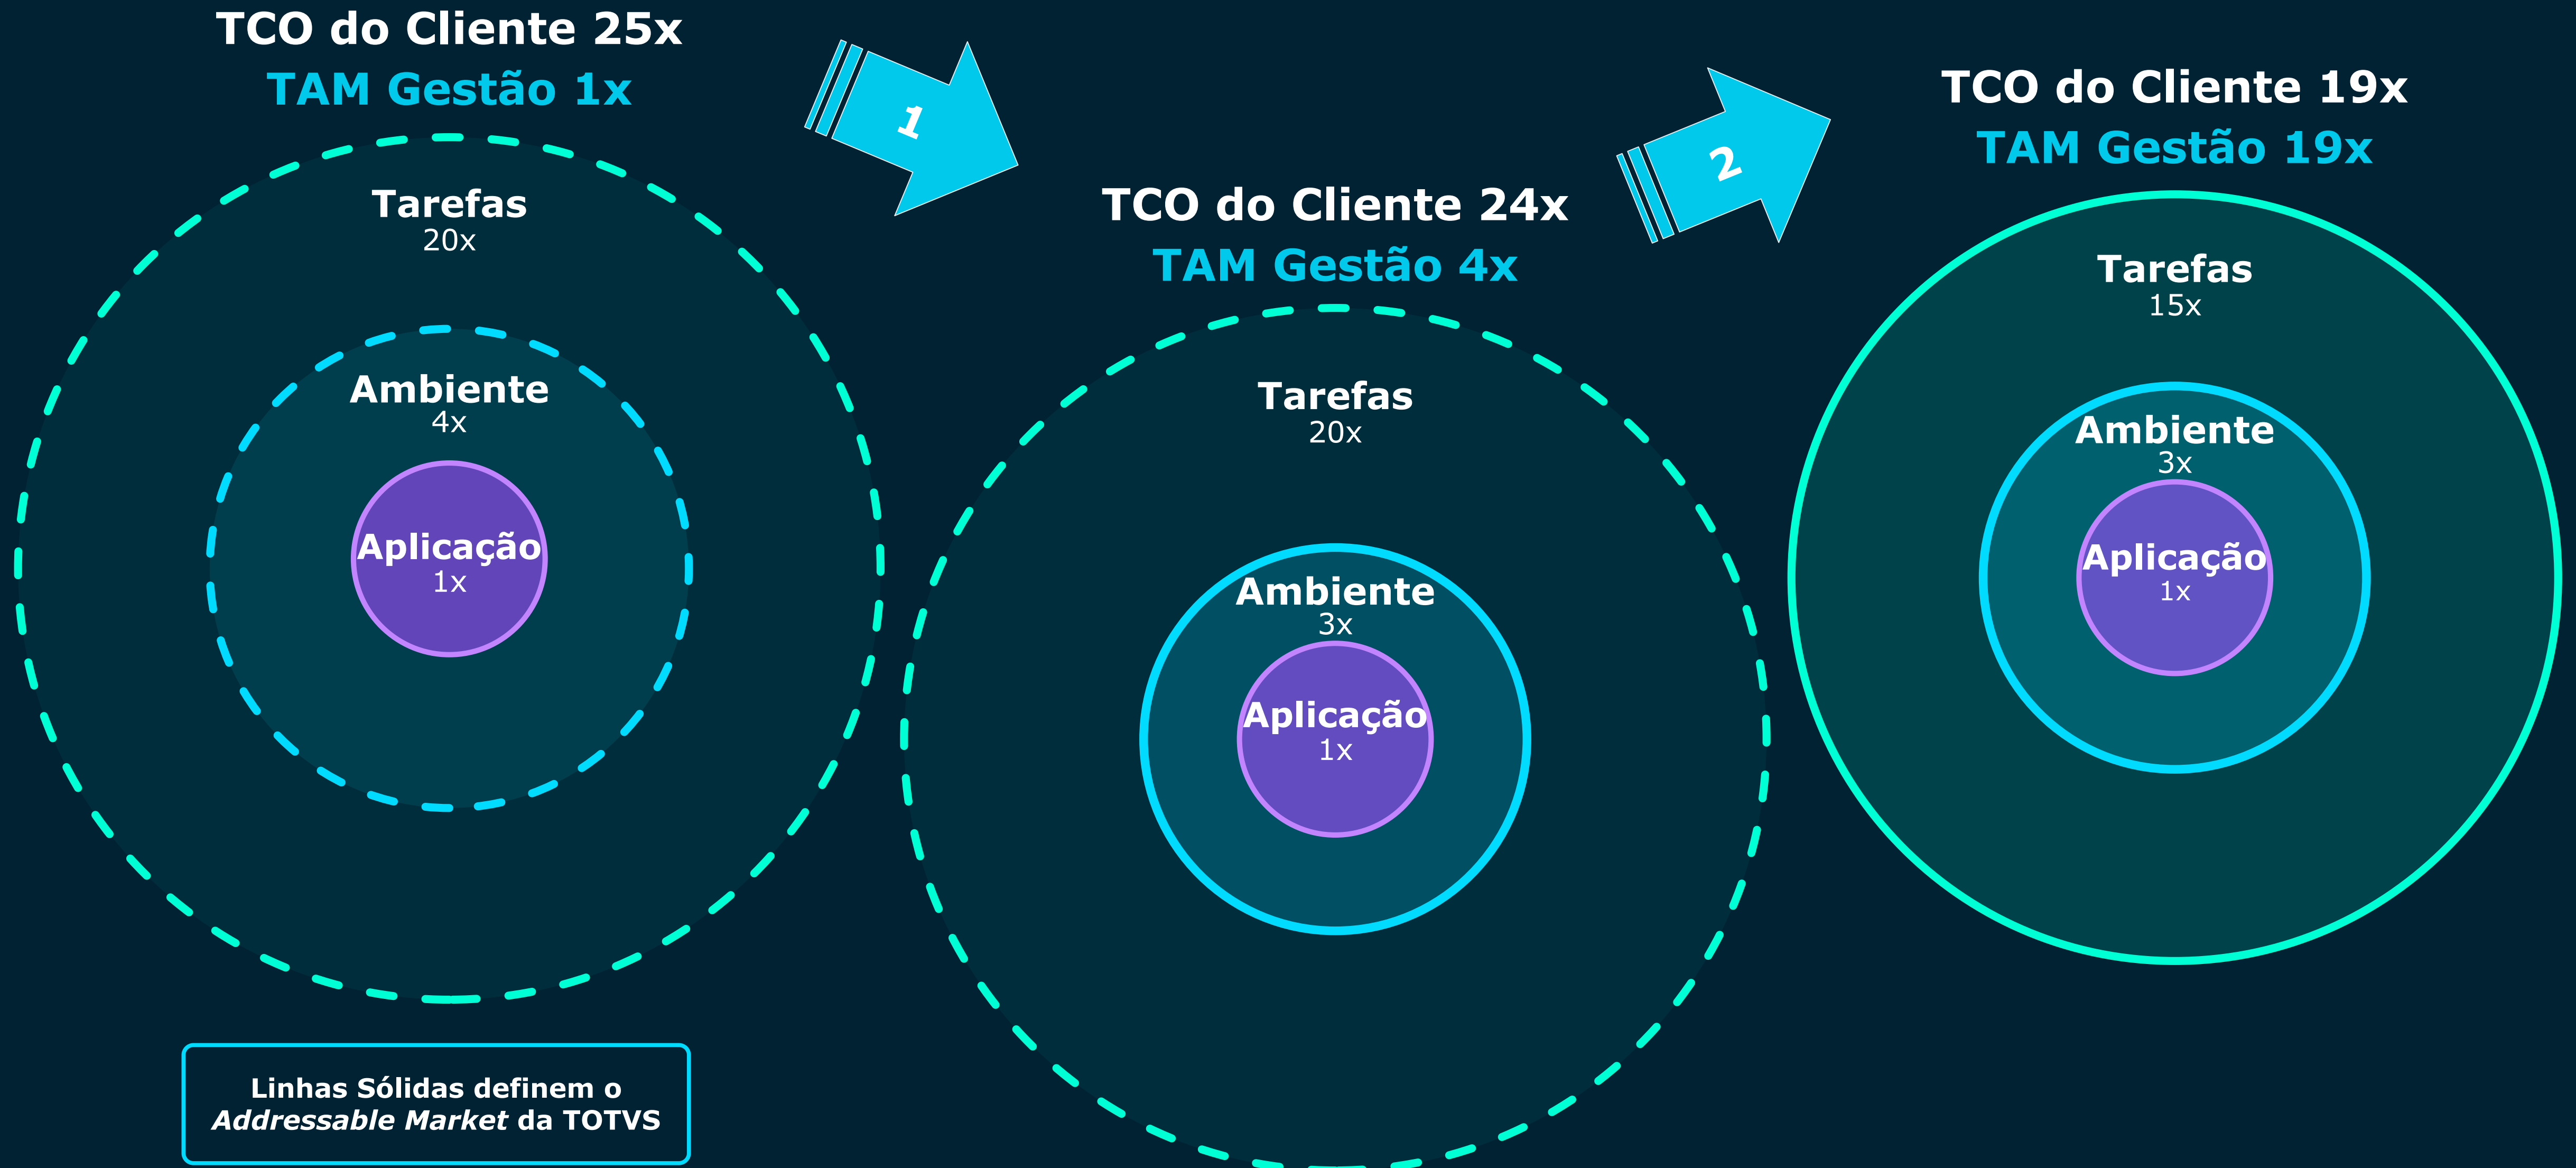 TCO do Cliente 25x
TAM Gestão 1x
Tarefas
20x
Ambiente
4x
Aplicação
1x
Linhas Sólidas definem o
Addressable Market da TOTVS
1
TCO do Cliente 24x
TAM Gestão 4x
Tarefas
20x
Ambiente
3x
Aplicação
1x
2
TCO do Cliente 19x
TAM Gestão 19x
Tarefas
15x
Ambiente
3x
Aplicação
1x